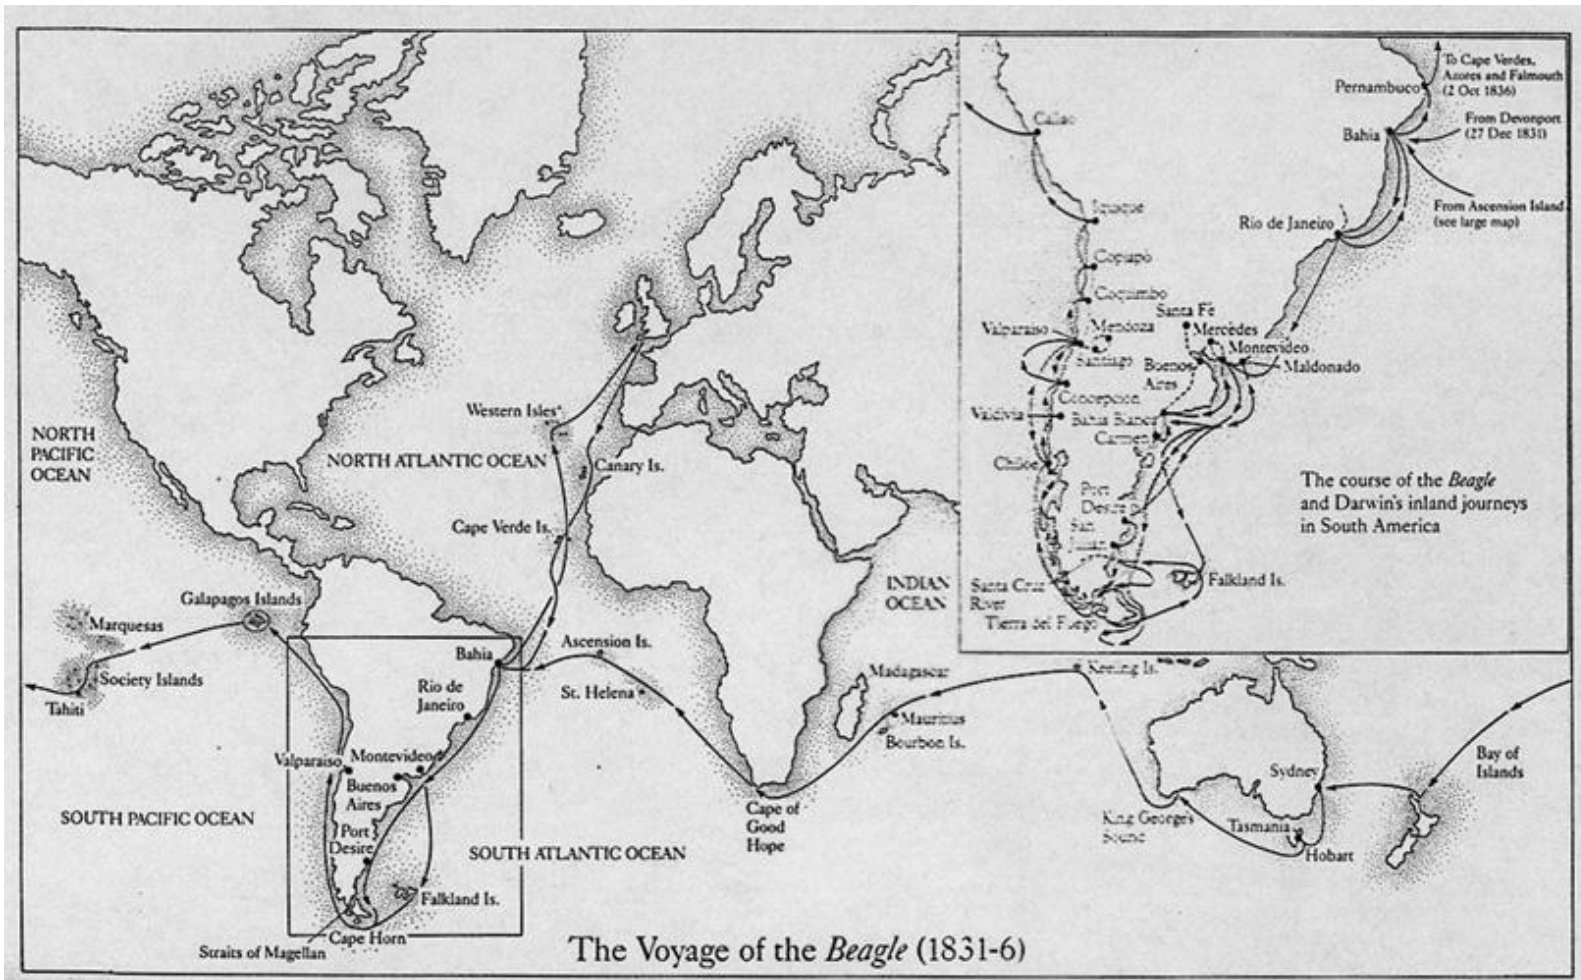 NORTH
PACIFIC
OCEAN
NORTH ATLANTIC OCEAN
Western Isles
Canary Is.
Cape Verde Is.
Galapagos Islands
Marquesas
Society Islands
Tahiti
Bahia
Rio de
Janeiro
Ascension Is.
St. Helena
Valparaiso
Montevideo
Buenos
Aires
Port
Desire
SOUTH PACIFIC OCEAN
SOUTH ATLANTIC OCEAN
Falkland Is.
Cape Horn
Straits of Magellan
Cape of
Good
Hope
Madagascar
Mauritius
Bourbon Is.
INDIAN
OCEAN
Keeling Is.
King George's
Sound
Sydney
Tasmania
Hobart
Bay of
Islands
The Voyage of the Beagle (1831-6)
To Cape Verdes,
Azores and Falmouth
(2 Oct 1836)
Pernambuco
From Devonport
(27 Dec 1831)
Bahia
From Ascension Island
(see large map)
Rio de Janeiro
Callao
Iquique
Copiapò
Coquimbo
Santa Fè
Valparaiso
Mendoza
Mercèdes
Santiago
Montevideo
Buenos
Aires
Maldonado
Concepcion
Valdivia
Bahia Blanca
Carmen
Chiloe
Port
Desire
San
Julian
Santa Cruz
River
Tierra del Fuego
Falkland Is.
The course of the Beagle
and Darwin's inland journeys
in South America